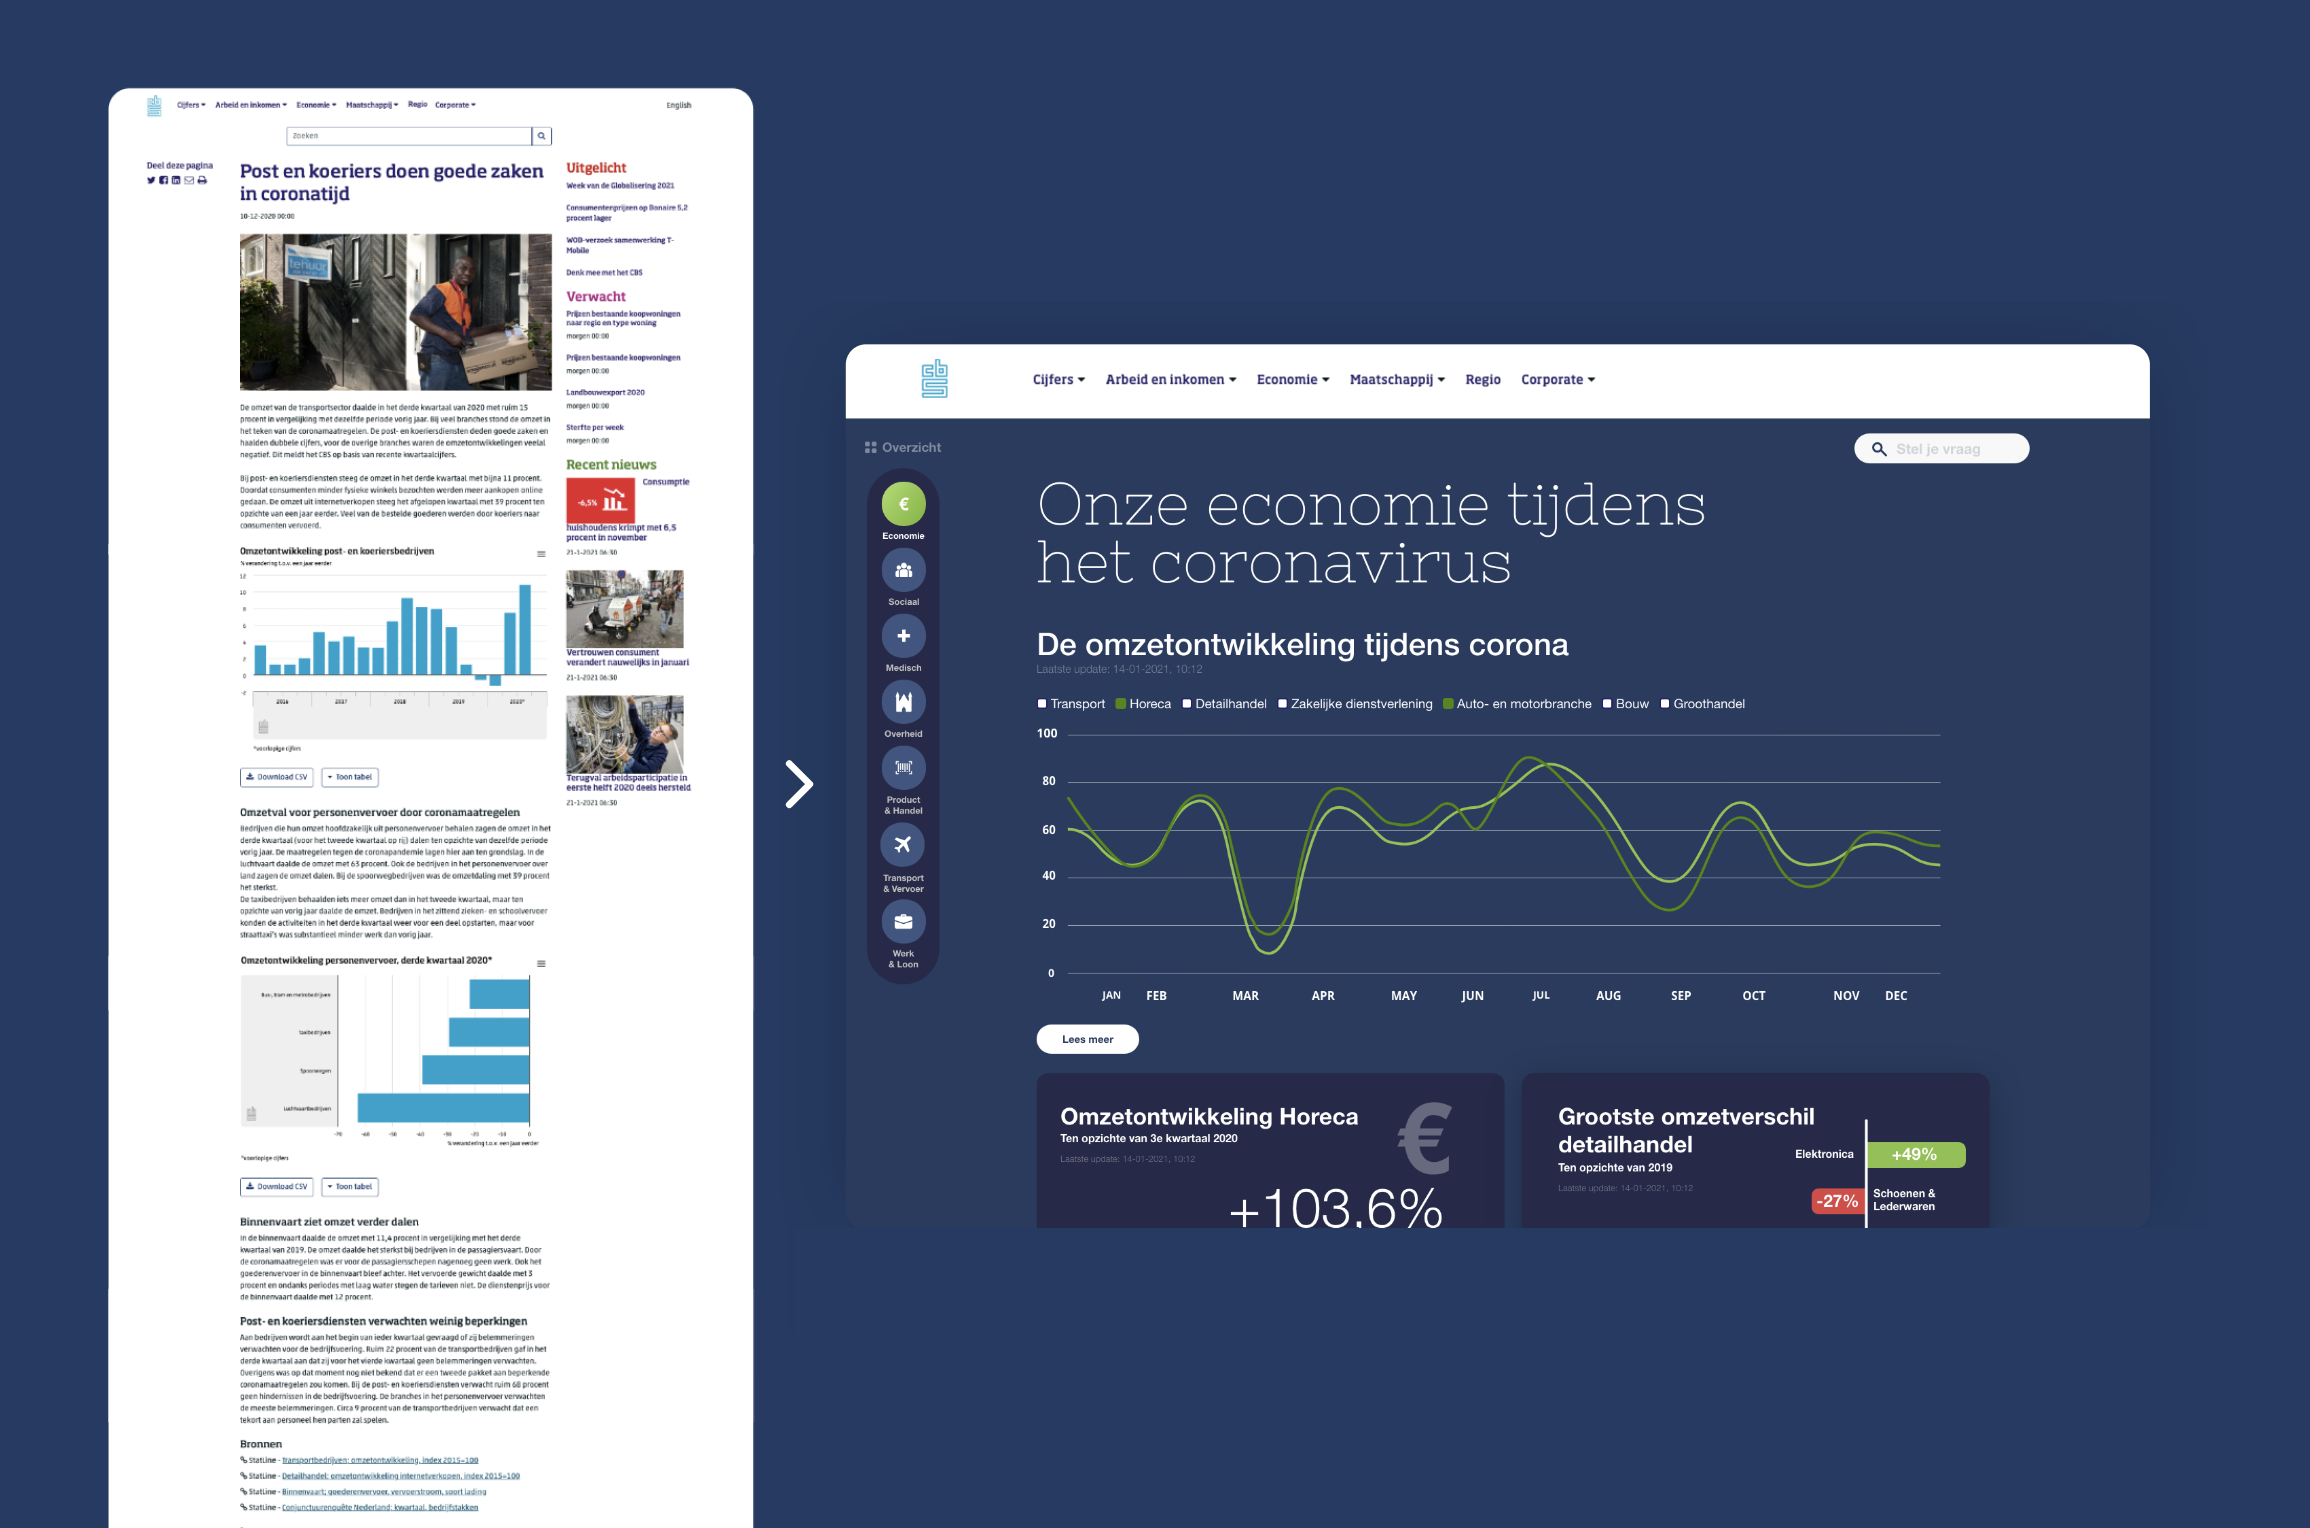 Cijfers
Arbeid en inkomen
Economie
Maatschappij
Regio
Corporate
English
Zoeken
Deel deze pagina
Post en koeriers doen goede zaken
in coronatijd
10-12-2020 00:00
tehuur
De omzet van de transportsector daalde in het derde kwartaal van 2020 met ruim 15
procent in vergelijking met dezelfde periode vorig jaar. Bij veel branches stond de omzet in
het teken van de coronamaatregelen. De post- en koeriersdiensten deden goede zaken en
haalden dubbele cijfers, voor de overige branches waren de omzetontwikkelingen veelal
negatief. Dit meldt het CBS op basis van recente kwartaalcijfers.
Bij post- en koeriersdiensten steeg de omzet in het derde kwartaal met bijna 11 procent.
Doordat consumenten minder fysieke winkels bezochten werden meer aankopen online
gedaan. De omzet uit internetverkopen steeg het afgelopen kwartaal met 39 procent ten
opzichte van een jaar eerder. Veel van de bestelde goederen werden door koeriers naar
consumenten vervoerd.
Omzetontwikkeling post- en koeriersbedrijven
% verandering t.o.v. een jaar eerder
12
10
8
6
4
2
0
-2
2016
2017
2018
2019
2020*
*voorlopige cijfers
Download CSV
Toon tabel
Omzetval voor personenvervoer door coronamaatregelen
Bedrijven die hun omzet hoofdzakelijk uit personenvervoer behalen zagen de omzet in het
derde kwartaal (voor het tweede kwartaal op rij) dalen ten opzichte van dezelfde periode
vorig jaar. De maatregelen tegen de coronapandemie lagen hier aan ten grondslag. In de
luchtvaart daalde de omzet met 63 procent. Ook de bedrijven in het personenvervoer over
land zagen de omzet dalen. Bij de spoorwegbedrijven was de omzetdaling met 39 procent
het sterkst.
De taxibedrijven behaalden iets meer omzet dan in het tweede kwartaal, maar ten
opzichte van vorig jaar daalde de omzet. Bedrijven in het zittend zieken- en schoolvervoer
konden de activiteiten in het derde kwartaal weer voor een deel opstarten, maar voor
straattaxi's was substantieel minder werk dan vorig jaar.
Omzetontwikkeling personenvervoer, derde kwartaal 2020*
Bus-, tram en metrobedrijven
Taxibedrijven
Spoorwegen
Luchtvaartbedrijven
-70
-60
-50
-40
-30
-20
-10
0
% verandering t.o.v. een jaar eerder
*voorlopige cijfers
Download CSV
Toon tabel
Binnenvaart ziet omzet verder dalen
In de binnenvaart daalde de omzet met 11,4 procent in vergelijking met het derde
kwartaal van 2019. De omzet daalde het sterkst bij bedrijven in de passagiersvaart. Door
de coronamaatregelen was er voor de passagiersschepen nagenoeg geen werk. Ook het
goederenvervoer in de binnenvaart bleef achter. Het vervoerde gewicht daalde met 3
procent en ondanks periodes met laag water stegen de tarieven niet. De dienstenprijs voor
de binnenvaart daalde met 12 procent.
Post- en koeriersdiensten verwachten weinig beperkingen
Aan bedrijven wordt aan het begin van ieder kwartaal gevraagd of zij belemmeringen
verwachten voor de bedrijfsvoering. Ruim 22 procent van de transportbedrijven gaf in het
derde kwartaal aan dat zij voor het vierde kwartaal geen belemmeringen verwachten.
Overigens was op dat moment nog niet bekend dat er een tweede pakket aan beperkende
coronamaatregelen zou komen. Bij de post- en koeriersdiensten verwacht ruim 60 procent
geen hindernissen in de bedrijfsvoering. De branches in het personenvervoer verwachten
de meeste belemmeringen. Circa 9 procent van de transportbedrijven verwacht dat een
tekort aan personeel hen parten zal spelen.
Bronnen
StatLine - Transportbedrijven; omzetontwikkeling, index 2015=100
StatLine - Detailhandel; omzetontwikkeling internetverkopen, index 2015=100
StatLine - Binnenvaart; goederenvervoer, vervoerstroom, soort lading
StatLine - Conjunctuurenquête Nederland; kwartaal, bedrijfstakken
Uitgelicht
Week van de Globalisering 2021
Consumentenprijzen op Bonaire 5,2
procent lager
WOB-verzoek samenwerking T-
Mobile
Denk mee met het CBS
Verwacht
Prijzen bestaande koopwoningen
naar regio en type woning
morgen 00:00
Prijzen bestaande koopwoningen
morgen 00:00
Landbouwexport 2020
morgen 00:00
Sterfte per week
morgen 00:00
Recent nieuws
-6,5%
Consumptie
huishoudens krimpt met 6,5
procent in november
21-1-2021 06:30
Vertrouwen consument
verandert nauwelijks in januari
21-1-2021 06:30
Terugval arbeidsparticipatie in
eerste helft 2020 deels hersteld
21-1-2021 06:30
cbs
Cijfers
Arbeid en inkomen
Economie
Maatschappij
Regio
Corporate
Overzicht
Stel je vraag
€
Economie
Sociaal
Medisch
Overheid
Product
& Handel
Transport
& Vervoer
Werk
& Loon
Onze economie tijdens
het coronavirus
De omzetontwikkeling tijdens corona
Laatste update: 14-01-2021, 10:12
Transport
Horeca
Detailhandel
Zakelijke dienstverlening
Auto- en motorbranche
Bouw
Groothandel
100
80
60
40
20
0
JAN
FEB
MAR
APR
MAY
JUN
JUL
AUG
SEP
OCT
NOV
DEC
Lees meer
Omzetontwikkeling Horeca
Ten opzichte van 3e kwartaal 2020
Laatste update: 14-01-2021, 10:12
€
+103,6%
Grootste omzetverschil
detailhandel
Ten opzichte van 2019
Laatste update: 14-01-2021, 10:12
Elektronica
+49%
-27%
Schoenen &
Lederwaren